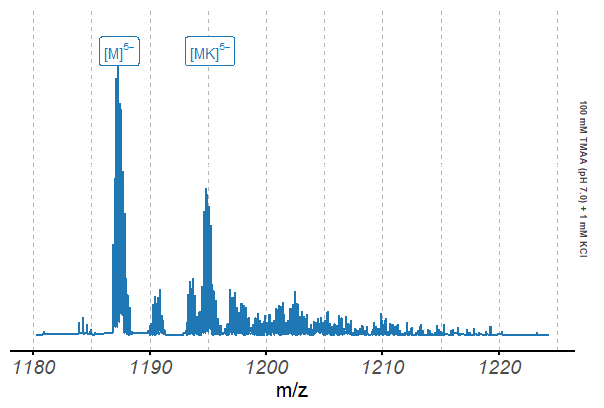 [M]⁵⁻ [MK]⁵⁻
100 mM TMAA (pH 7.0) + 1 mM KCl
1180 1190 1200 1210 1220
m/z